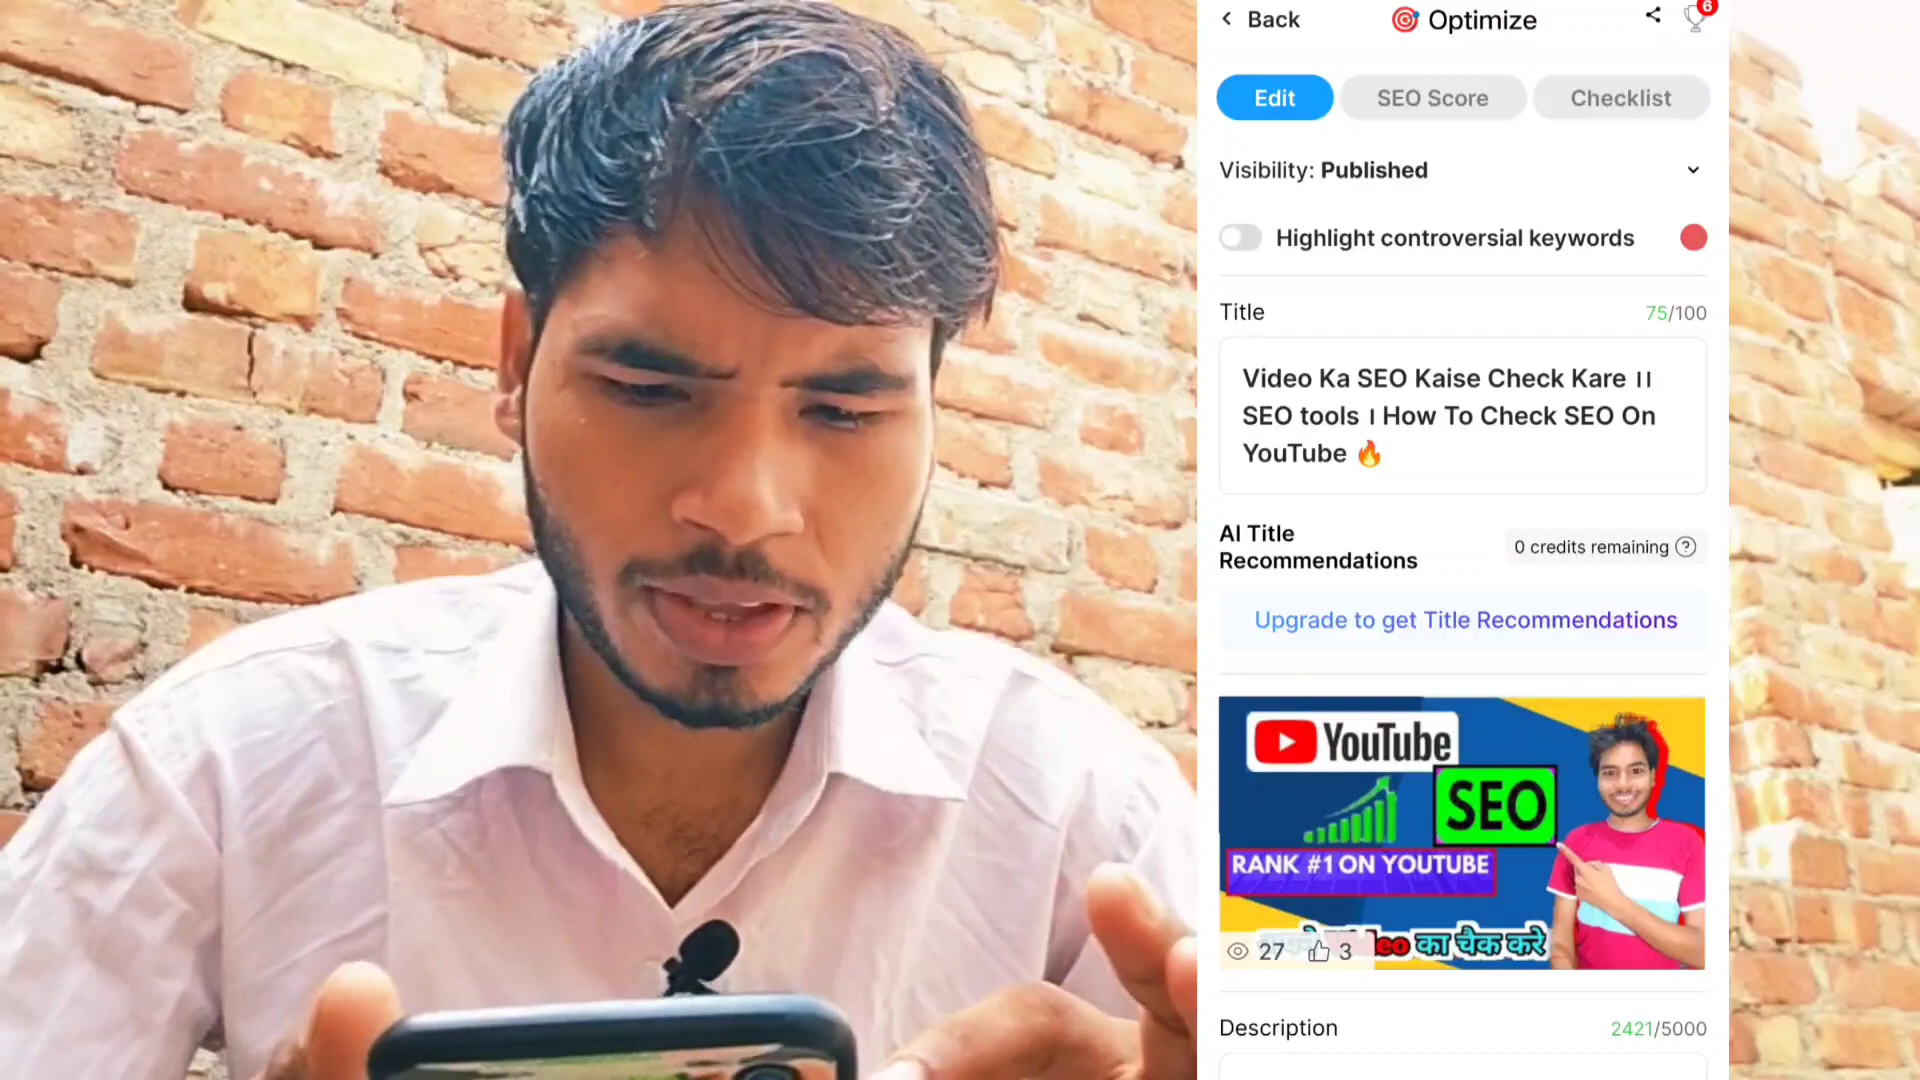 Back
Optimize
6
Edit
SEO Score
Checklist
Visibility: Published
Highlight controversial keywords
Title
75/100
Video Ka SEO Kaise Check Kare ।।
SEO tools । How To Check SEO On
YouTube 🔥
AI Title
Recommendations
0 credits remaining ?
Upgrade to get Title Recommendations
YouTube
SEO
RANK #1 ON YOUTUBE
का चैक करे
27
3
Description
2421/5000